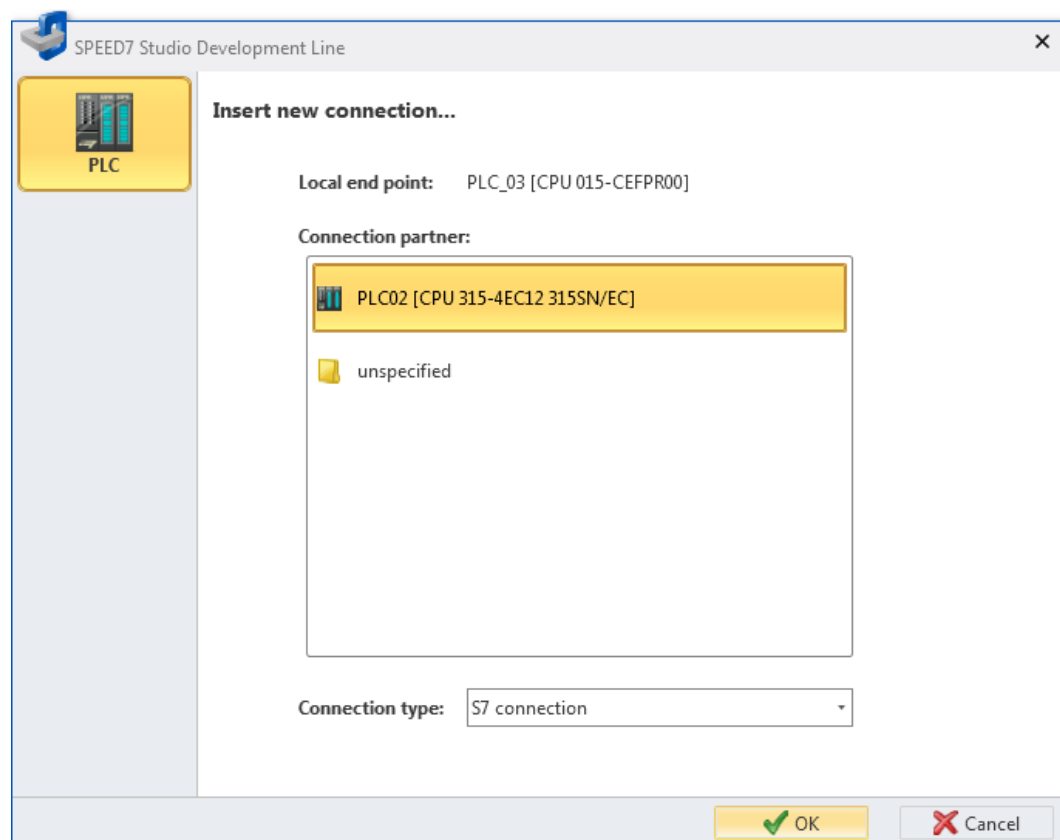 SPEED7 Studio Development Line
PLC
Insert new connection...
Local end point: PLC_03 [CPU 015-CEFPR00]
Connection partner:
PLC02 [CPU 315-4EC12 315SN/EC]
unspecified
Connection type: S7 connection
OK Cancel